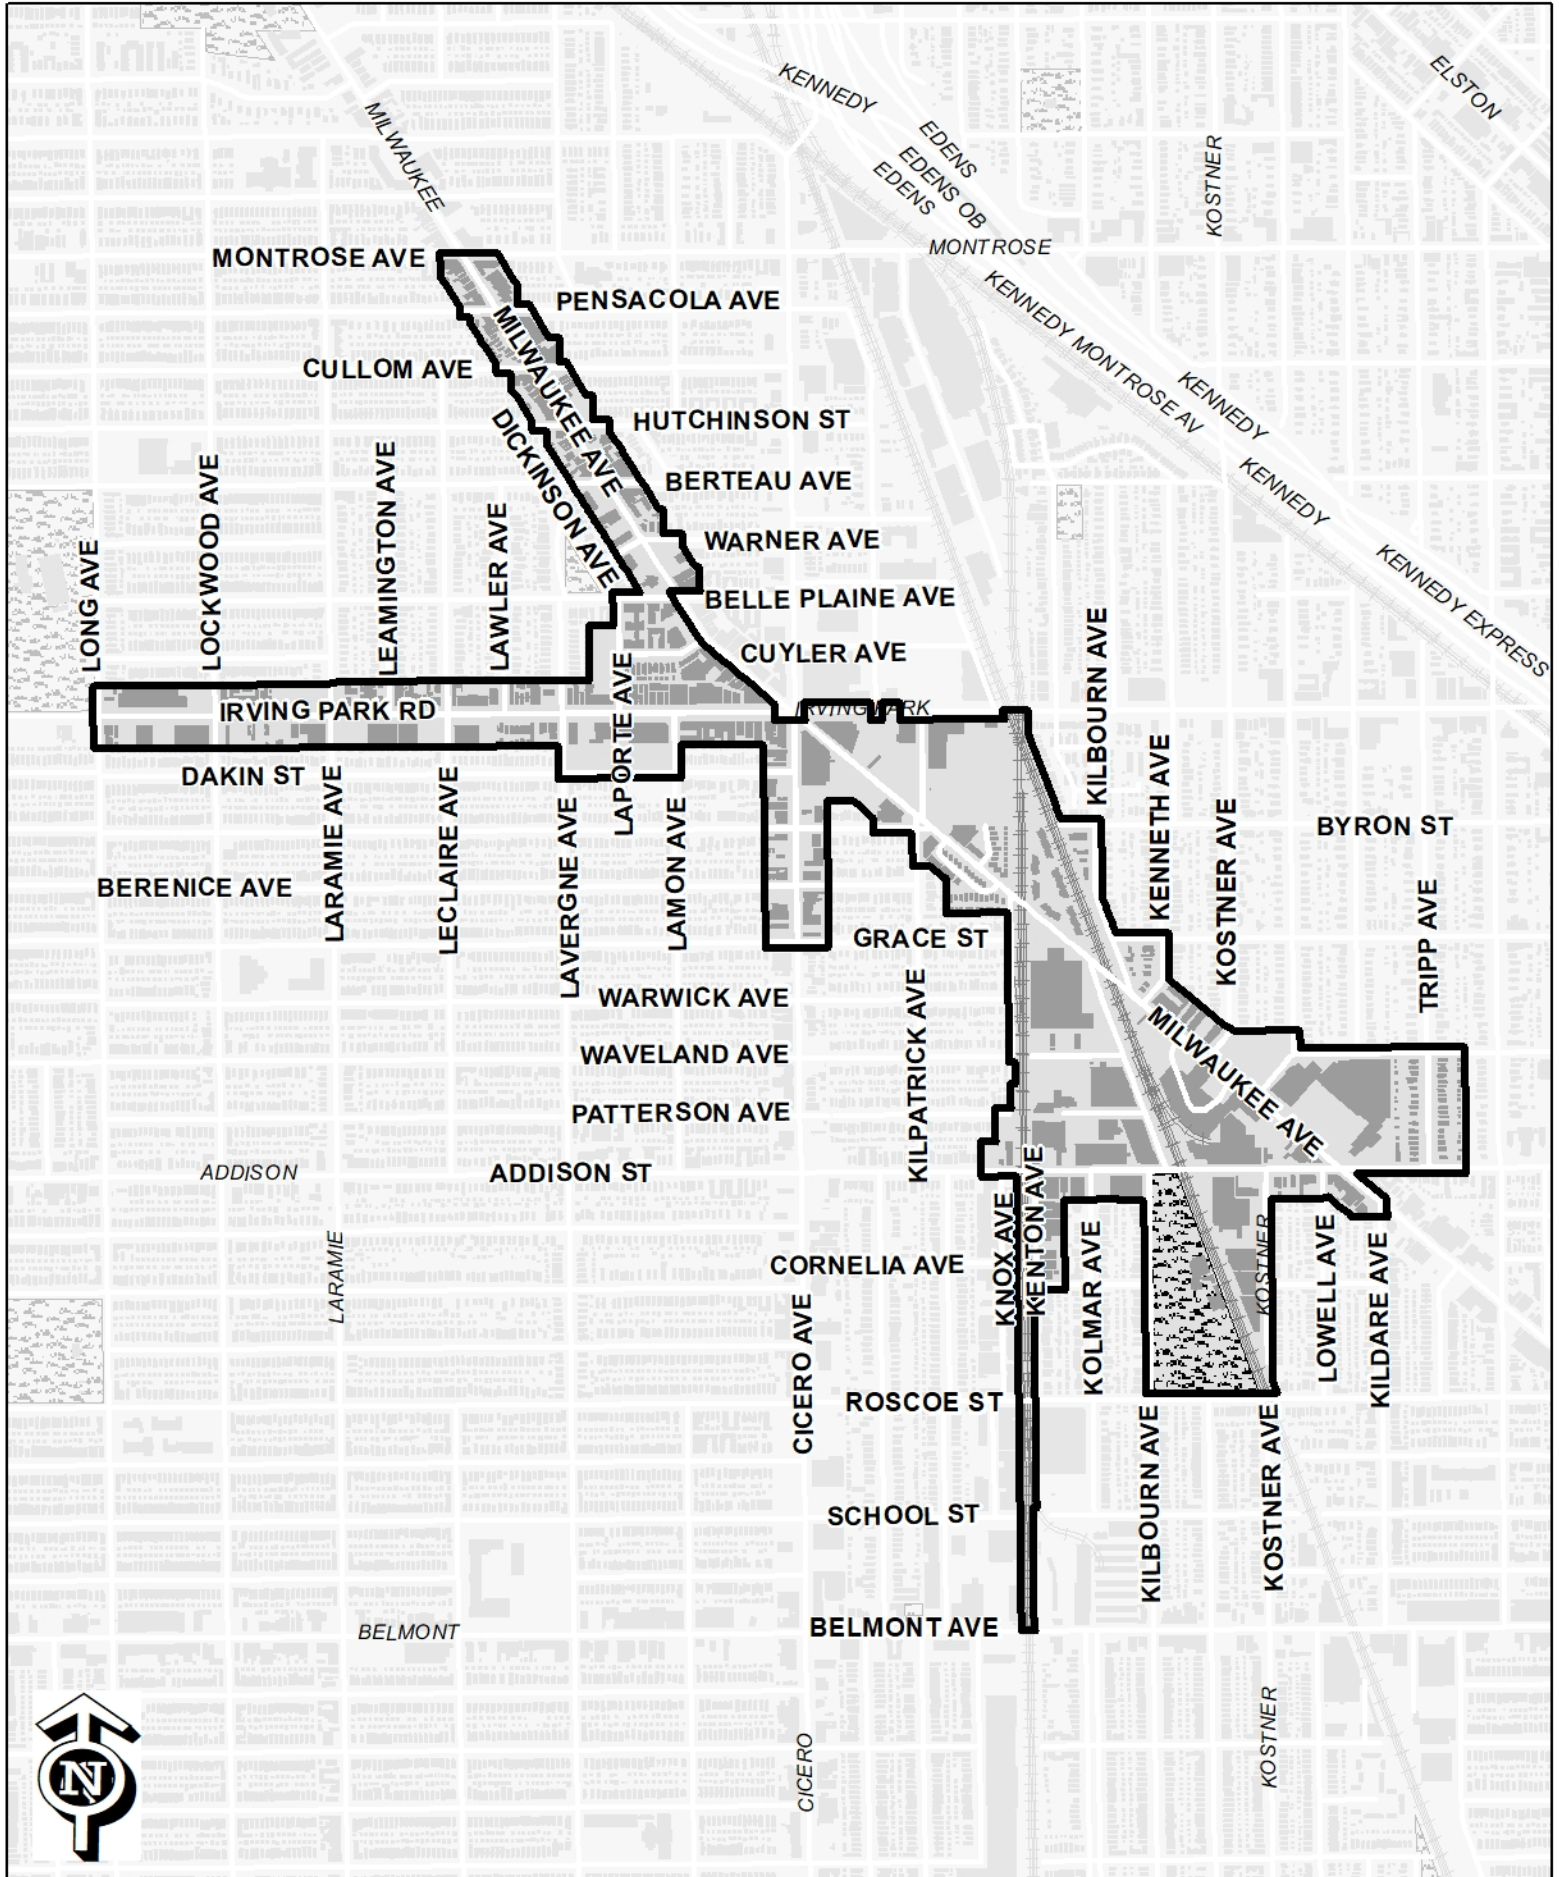 KENNEDY
ELSTON
MILWAUKEE
EDENS
EDENS OB
EDENS
KOSTNER
MONTROSE
MONTROSE AVE
KENNEDY MONTROSE AV
PENSACOLA AVE
MILWAUKEE AVE
CULLOM AVE
KENNEDY
HUTCHINSON ST
DICKINSON AVE
BERTEAU AVE
KENNEDY
WARNER AVE
LONG AVE
LOCKWOOD AVE
LEAMINGTON AVE
LAWLER AVE
BELLE PLAINE AVE
KENNEDY EXPRESS
CUYLER AVE
IRVING PARK RD
IRVING PARK
LAPORTE AVE
KILBOURN AVE
DAKIN ST
LARAMIE AVE
LECLAIRE AVE
LAVERGNE AVE
LAMON AVE
KENNETH AVE
KOSTNER AVE
BYRON ST
BERENICE AVE
TRIPP AVE
GRACE ST
WARWICK AVE
KILPATRICK AVE
WAVELAND AVE
MILWAUKEE AVE
PATTERSON AVE
ADDISON
ADDISON ST
KNOX AVE
KENTON AVE
LARAMIE
CORNELIA AVE
KOLMAR AVE
KOSTNER
LOWELL AVE
KILDARE AVE
CICERO AVE
ROSCOE ST
KILBOURN AVE
KOSTNER AVE
SCHOOL ST
BELMONT
BELMONT AVE
KOSTNER
CICERO
N